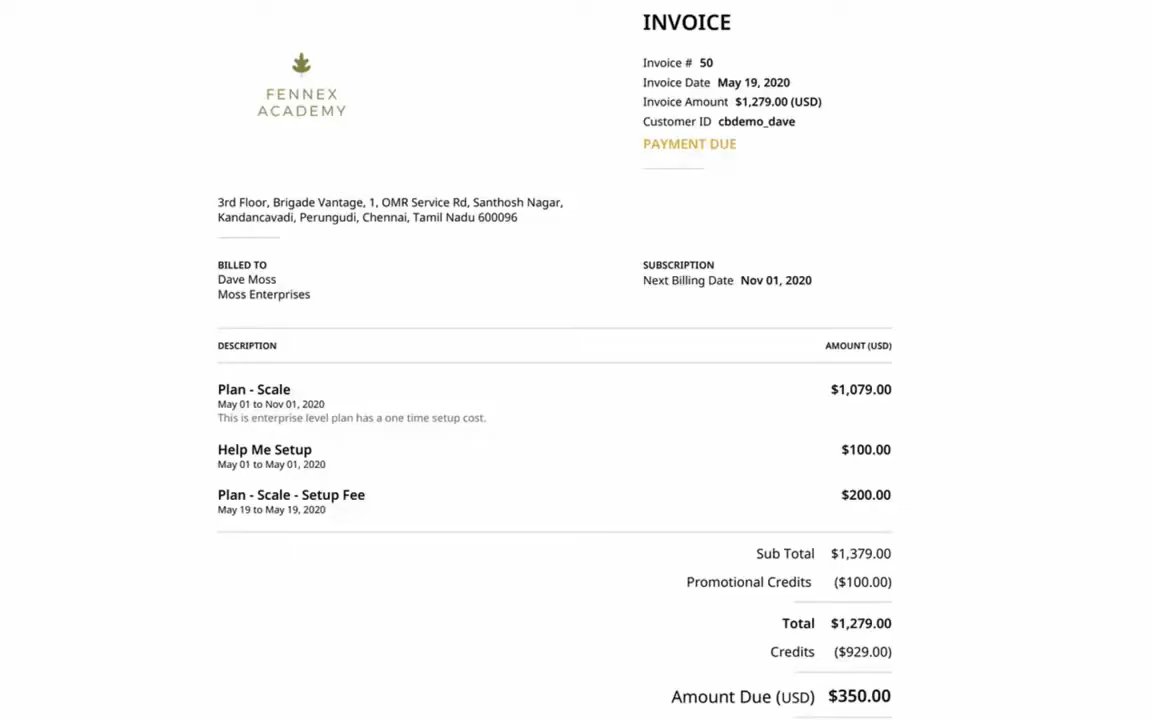 INVOICE
Invoice # 50
Invoice Date May 19, 2020
Invoice Amount $1,279.00 (USD)
Customer ID cbdemo_dave
PAYMENT DUE
FENNEX
ACADEMY
3rd Floor, Brigade Vantage, 1, OMR Service Rd, Santhosh Nagar,
Kandancavadi, Perungudi, Chennai, Tamil Nadu 600096
BILLED TO
Dave Moss
Moss Enterprises
SUBSCRIPTION
Next Billing Date Nov 01, 2020
DESCRIPTION AMOUNT (USD)
Plan - Scale $1,079.00
May 01 to Nov 01, 2020
This is enterprise level plan has a one time setup cost.
Help Me Setup $100.00
May 01 to May 01, 2020
Plan - Scale - Setup Fee $200.00
May 19 to May 19, 2020
Sub Total $1,379.00
Promotional Credits ($100.00)
Total $1,279.00
Credits ($929.00)
Amount Due (USD) $350.00